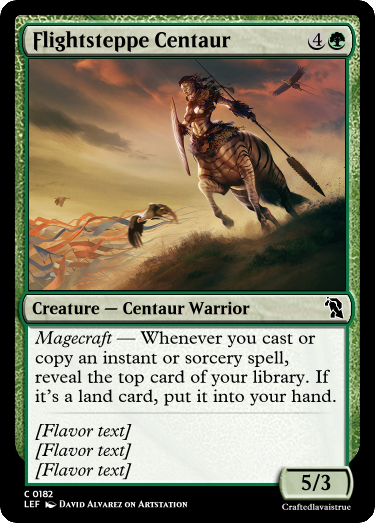 Flightsteppe Centaur 4
Creature — Centaur Warrior
Magecraft — Whenever you cast or
copy an instant or sorcery spell,
reveal the top card of your library. If
it's a land card, put it into your hand.
[Flavor text]
[Flavor text]
[Flavor text]
5/3
C 0182
LEF David Alvarez on Artstation
Craftedlavaistrue